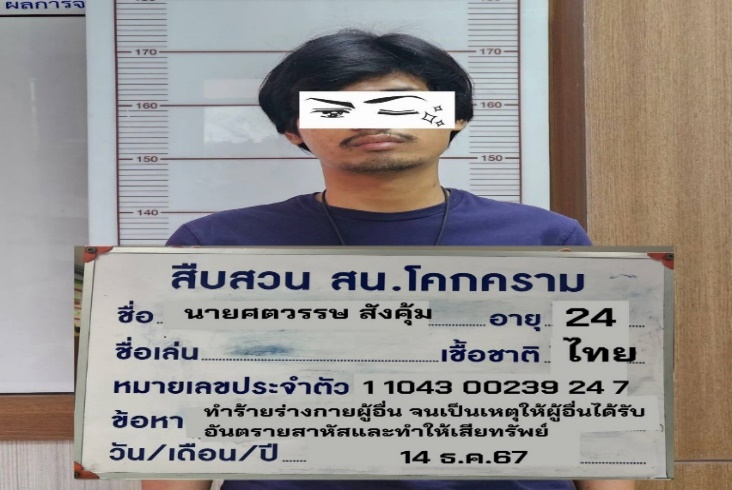 ผลการจ
170
170
160
160
150
150
140
สืบสวน สน.โคกคราม
ชื่อ.. นายศตวรรษ สังคุ้ม อายุ 24
ชื่อเล่น เชื้อชาติ. ไทย
หมายเลขประจำตัว 1 1043 00239 24 7
ข้อหา ทำร้ายร่างกายผู้อื่น จนเป็นเหตุให้ผู้อื่นได้รับ
อันตรายสาหัสและทำให้เสียทรัพย์
วัน/เดือน/ปี 14 ธ.ค.67